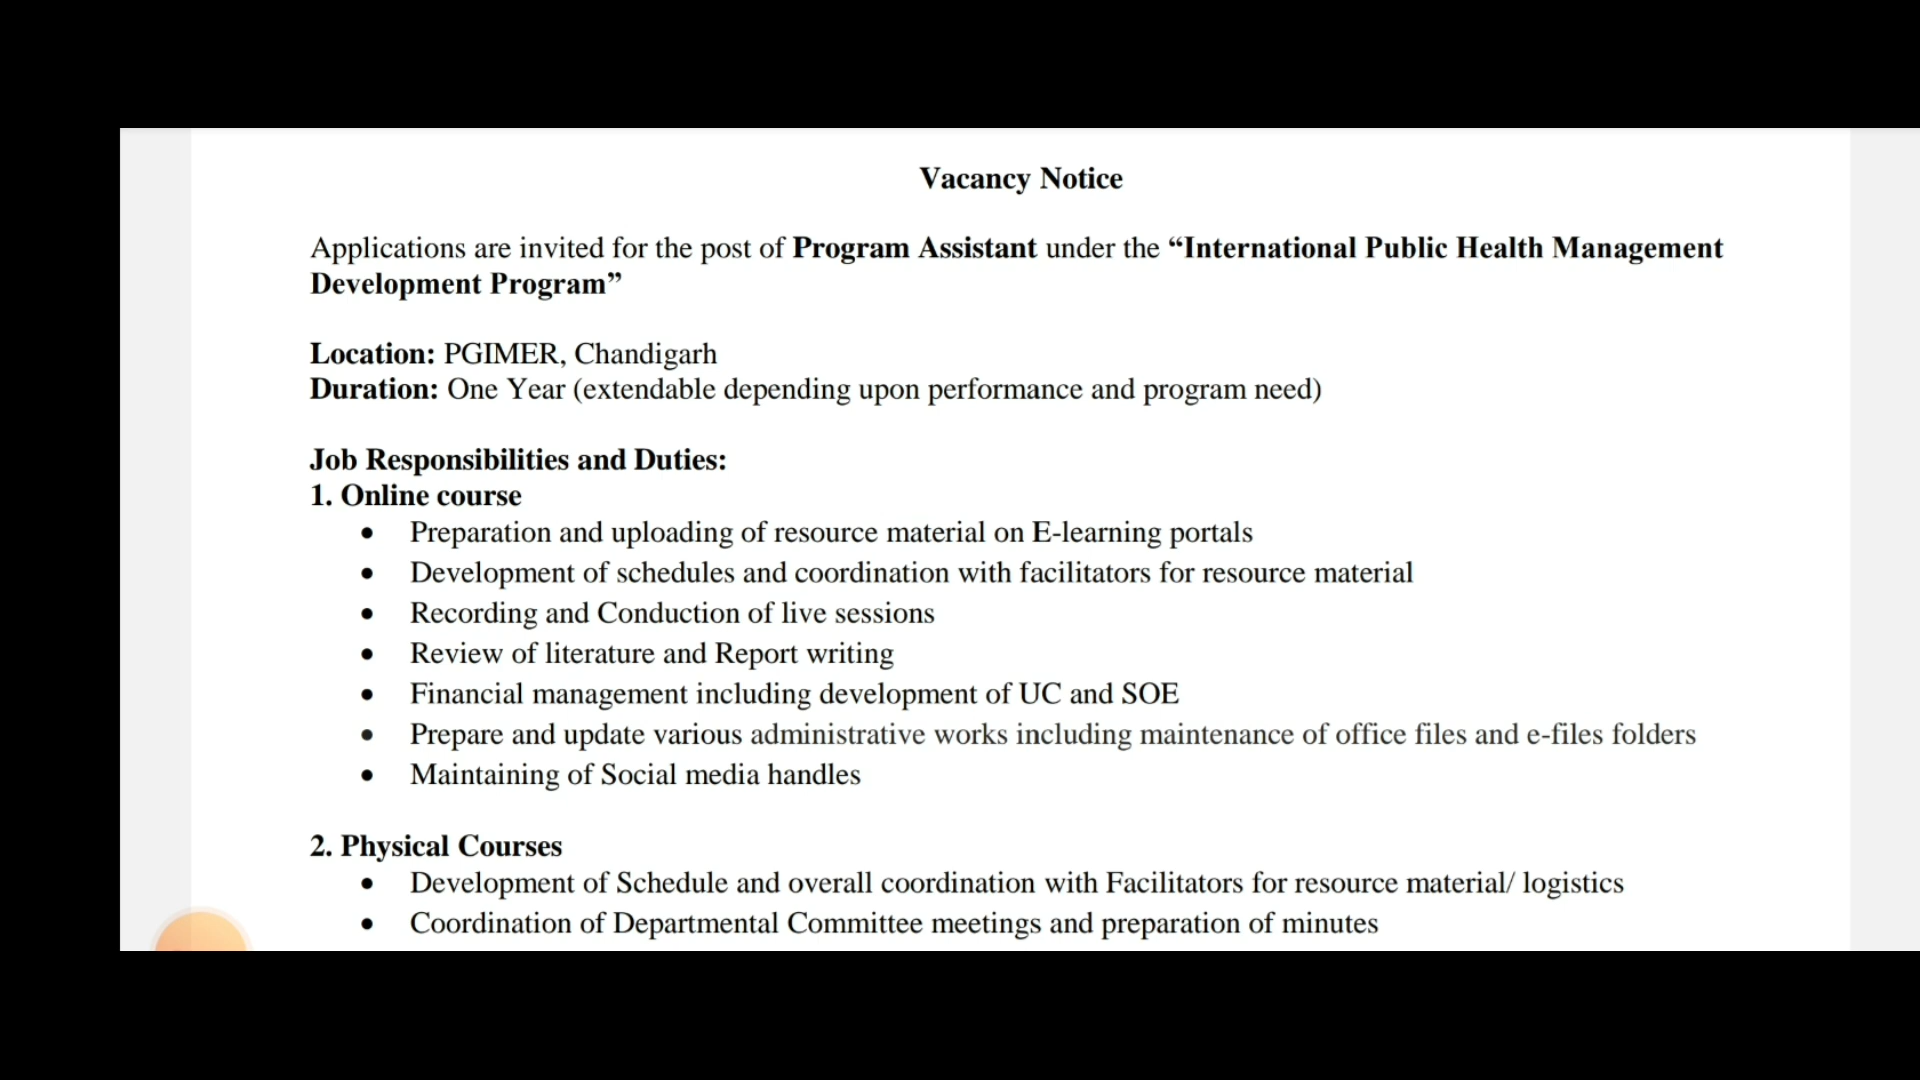 Vacancy Notice
Applications are invited for the post of Program Assistant under the “International Public Health Management
Development Program”
Location: PGIMER, Chandigarh
Duration: One Year (extendable depending upon performance and program need)
Job Responsibilities and Duties:
1. Online course
• Preparation and uploading of resource material on E-learning portals
• Development of schedules and coordination with facilitators for resource material
• Recording and Conduction of live sessions
• Review of literature and Report writing
• Financial management including development of UC and SOE
• Prepare and update various administrative works including maintenance of office files and e-files folders
• Maintaining of Social media handles
2. Physical Courses
• Development of Schedule and overall coordination with Facilitators for resource material/ logistics
• Coordination of Departmental Committee meetings and preparation of minutes